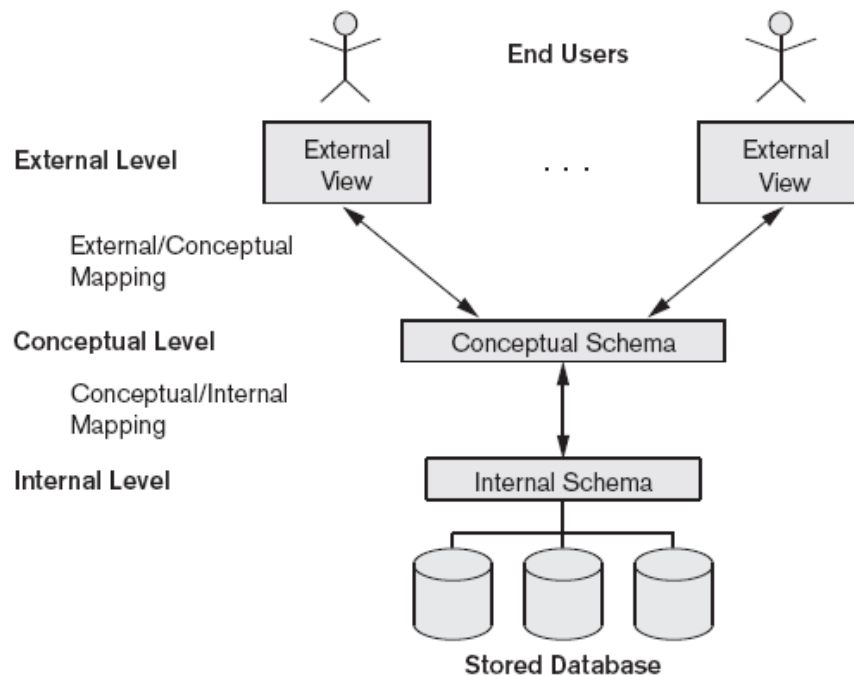 End Users
External Level
External
View
. . .
External
View
External/Conceptual
Mapping
Conceptual Level
Conceptual Schema
Conceptual/Internal
Mapping
Internal Level
Internal Schema
Stored Database